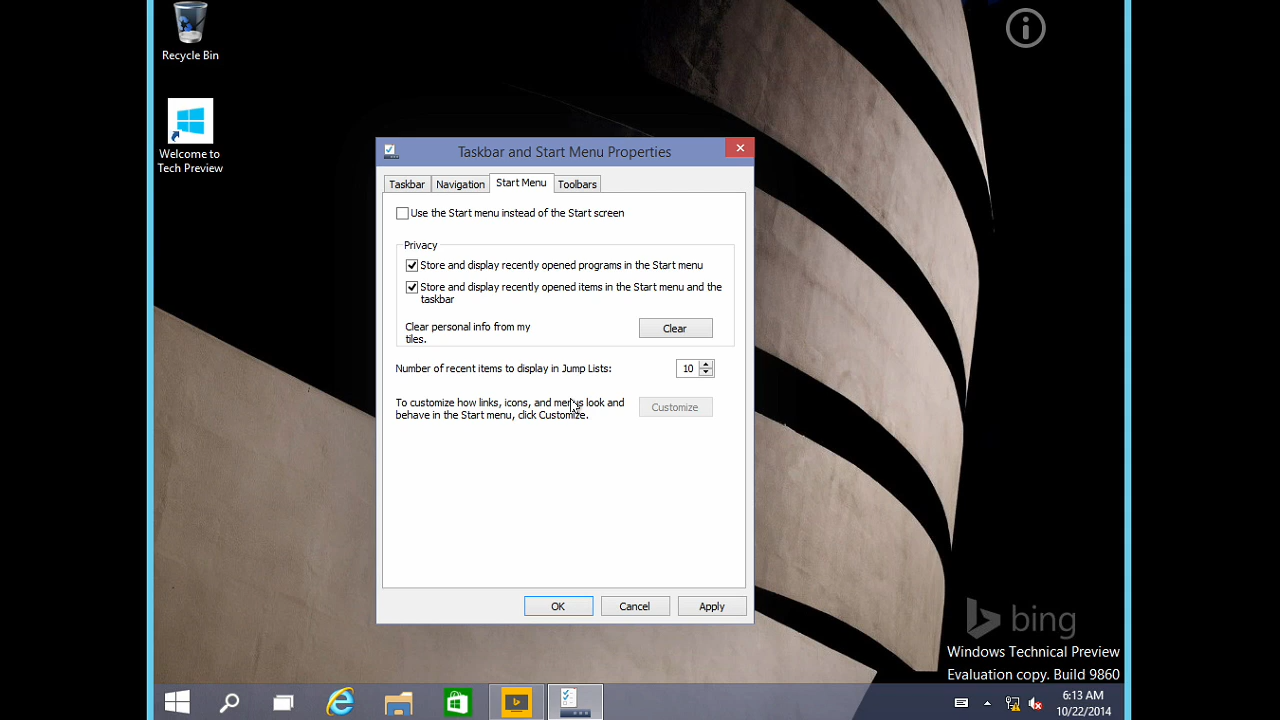 Recycle Bin
Welcome to
Tech Preview
Taskbar and Start Menu Properties
Taskbar
Navigation
Start Menu
Toolbars
Use the Start menu instead of the Start screen
Privacy
Store and display recently opened programs in the Start menu
Store and display recently opened items in the Start menu and the
taskbar
Clear personal info from my
tiles.
Clear
Number of recent items to display in Jump Lists:
10
To customize how links, icons, and menus look and
behave in the Start menu, click Customize.
Customize
OK
Cancel
Apply
bing
Windows Technical Preview
Evaluation copy. Build 9860
6:13 AM
10/22/2014